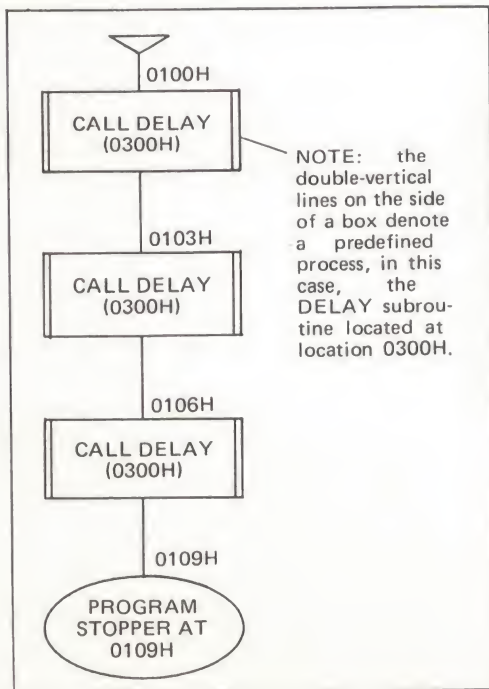 0100H
CALL DELAY
(0300H)
NOTE: the
double-vertical
lines on the side
of a box denote
a predefined
process, in this
case, the
DELAY subrou-
tine located at
location 0300H.
0103H
CALL DELAY
(0300H)
0106H
CALL DELAY
(0300H)
0109H
PROGRAM
STOPPER AT
0109H